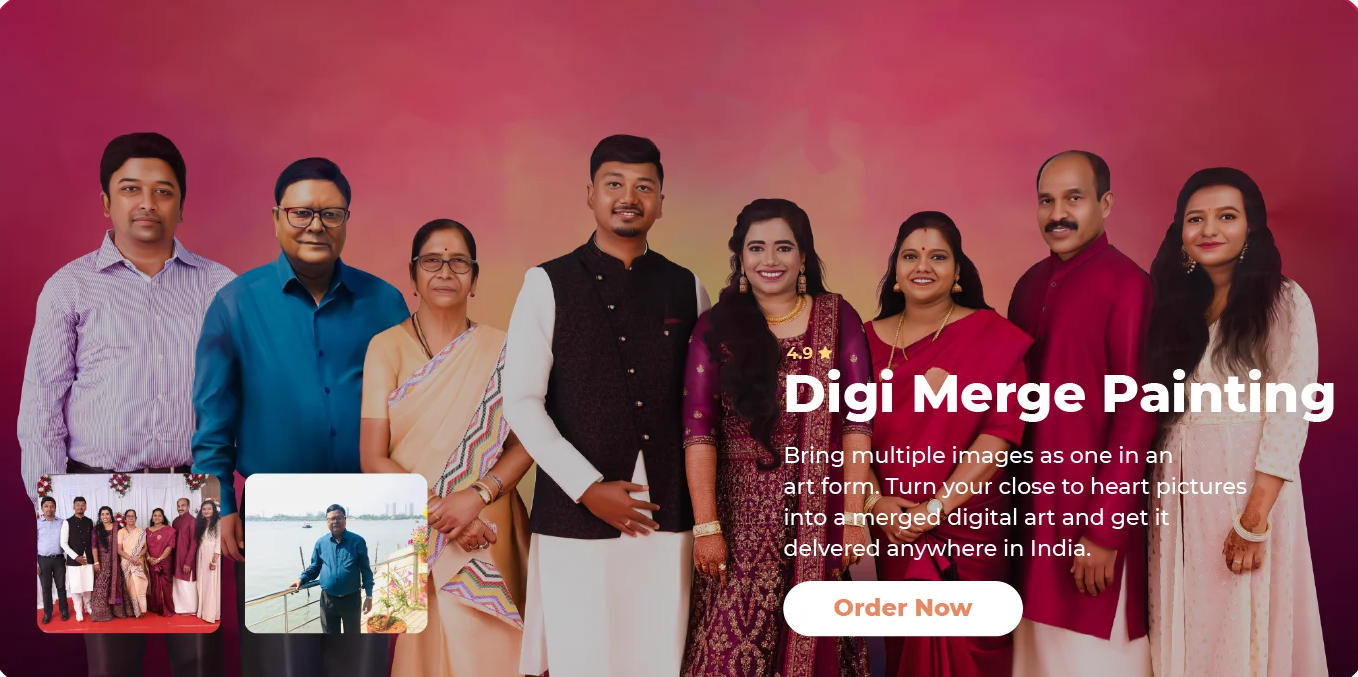 4.9
Digi Merge Painting
Bring multiple images as one in an
art form. Turn your close to heart pictures
into a merged digital art and get it
delvered anywhere in India.
Order Now